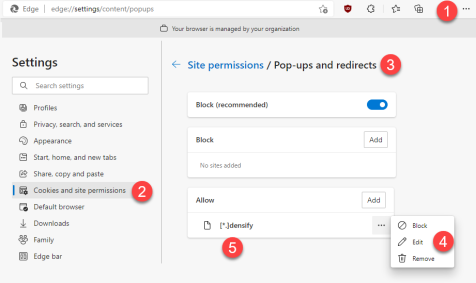 Edge | edge://settings/content/popups
1
Your browser is managed by your organization
Settings
Search settings
Profiles
Privacy, search, and services
Appearance
Start, home, and new tabs
Share, copy and paste
Cookies and site permissions 2
Default browser
Downloads
Family
Edge bar
Site permissions / Pop-ups and redirects 3
Block (recommended)
Block
Add
No sites added
Allow
Add
[*.]densify
5
Block
Edit
Remove
4